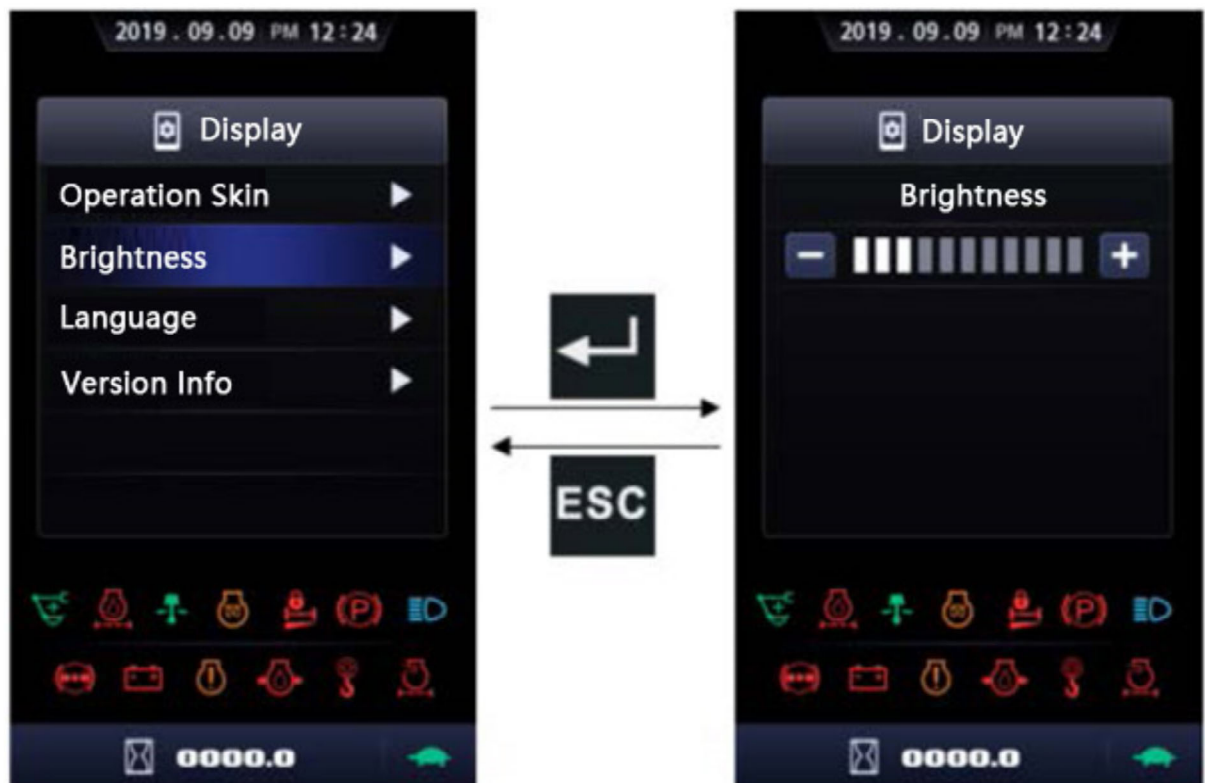 2019 . 09 . 09 PM 12 : 24
Display
Operation Skin
Brightness
Language
Version Info
P
0000.0
ESC
2019 . 09 . 09 PM 12 : 24
Display
Brightness
P
0000.0